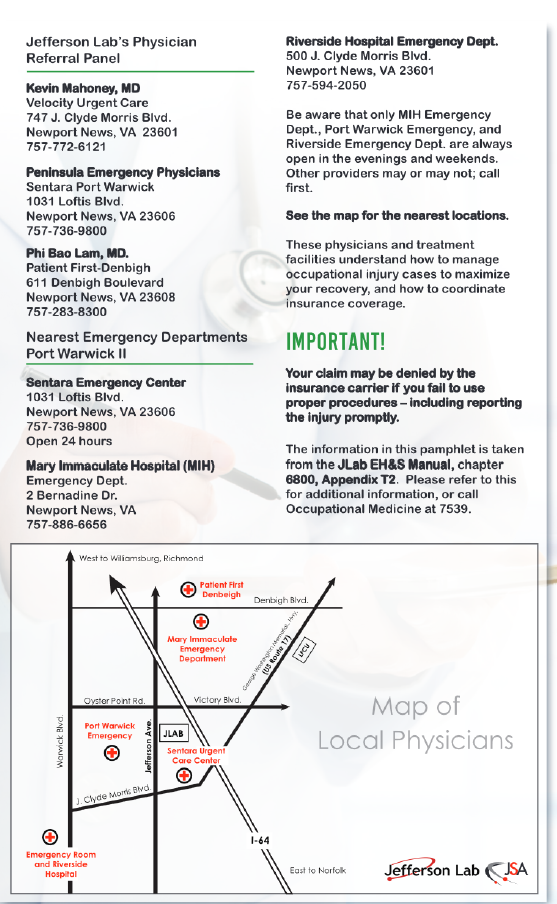 Jefferson Lab's Physician
Referral Panel
Kevin Mahoney, MD
Velocity Urgent Care
747 J. Clyde Morris Blvd.
Newport News, VA 23601
757-772-6121
Peninsula Emergency Physicians
Sentara Port Warwick
1031 Loftis Blvd.
Newport News, VA 23606
757-736-9800
Phi Bao Lam, MD.
Patient First-Denbigh
611 Denbigh Boulevard
Newport News, VA 23608
757-283-8300
Nearest Emergency Departments
Port Warwick II
Sentara Emergency Center
1031 Loftis Blvd.
Newport News, VA 23606
757-736-9800
Open 24 hours
Mary Immaculate Hospital (MIH)
Emergency Dept.
2 Bernadine Dr.
Newport News, VA
757-886-6656
Riverside Hospital Emergency Dept.
500 J. Clyde Morris Blvd.
Newport News, VA 23601
757-594-2050
Be aware that only MIH Emergency
Dept., Port Warwick Emergency, and
Riverside Emergency Dept. are always
open in the evenings and weekends.
Other providers may or may not; call
first.
See the map for the nearest locations.
These physicians and treatment
facilities understand how to manage
occupational injury cases to maximize
your recovery, and how to coordinate
insurance coverage.
IMPORTANT!
Your claim may be denied by the
insurance carrier if you fail to use
proper procedures – including reporting
the injury promptly.
The information in this pamphlet is taken
from the JLab EH&S Manual, chapter
6800, Appendix T2. Please refer to this
for additional information, or call
Occupational Medicine at 7539.
West to Williamsburg, Richmond
Patient First
Denbeigh
Denbigh Blvd.
Mary Immaculate
Emergency
Department
George Washington Memorial Hwy.
(US Route 17)
UCU
Oyster Point Rd.
Victory Blvd.
Warwick Blvd.
Port Warwick
Emergency
Jefferson Ave.
JLAB
Sentara Urgent
Care Center
J. Clyde Morris Blvd.
Map of
Local Physicians
I-64
Emergency Room
and Riverside
Hospital
East to Norfolk
Jefferson Lab
JSA